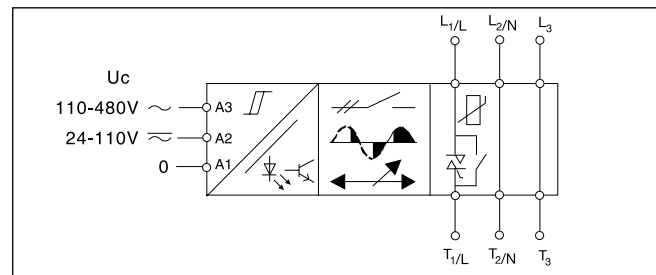 L1/L L2/N L3
Uc
110-480V ~ A3
24-110V ⎓~ A2
0 A1
T1/L T2/N T3